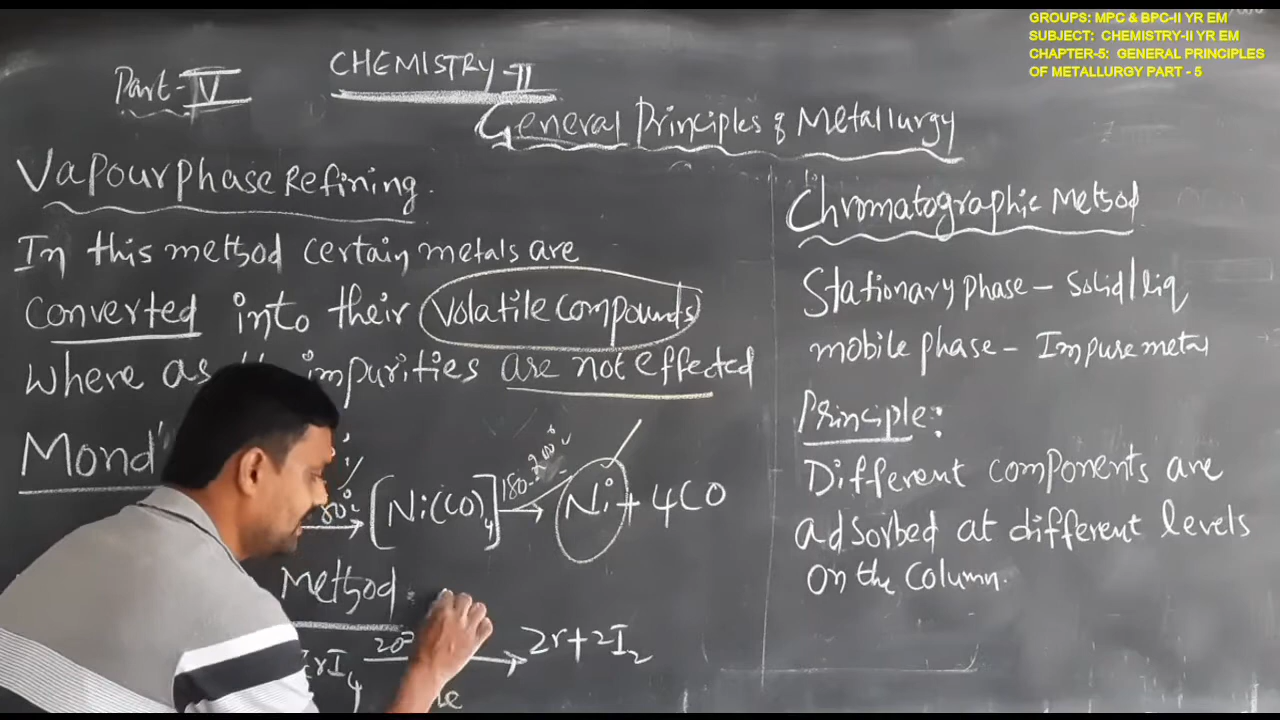 GROUPS: MPC & BPC-II YR EM
SUBJECT: CHEMISTRY-II YR EM
CHAPTER-5: GENERAL PRINCIPLES
OF METALLURGY PART - 5
Part-V
CHEMISTRY-II
General Principles of Metallurgy
Vapour phase Refining.
In this method certain metals are
converted into their volatile compounds
where as impurities are not effected
Mond'
[Ni(CO)4] 180-200° Ni + 4CO
Method:
ZrI4 Zr + 2I2
Chromatographic Method
Stationary phase - Solid/liq
mobile phase - Impure metal
Principle:
Different components are
adsorbed at different levels
on the column.